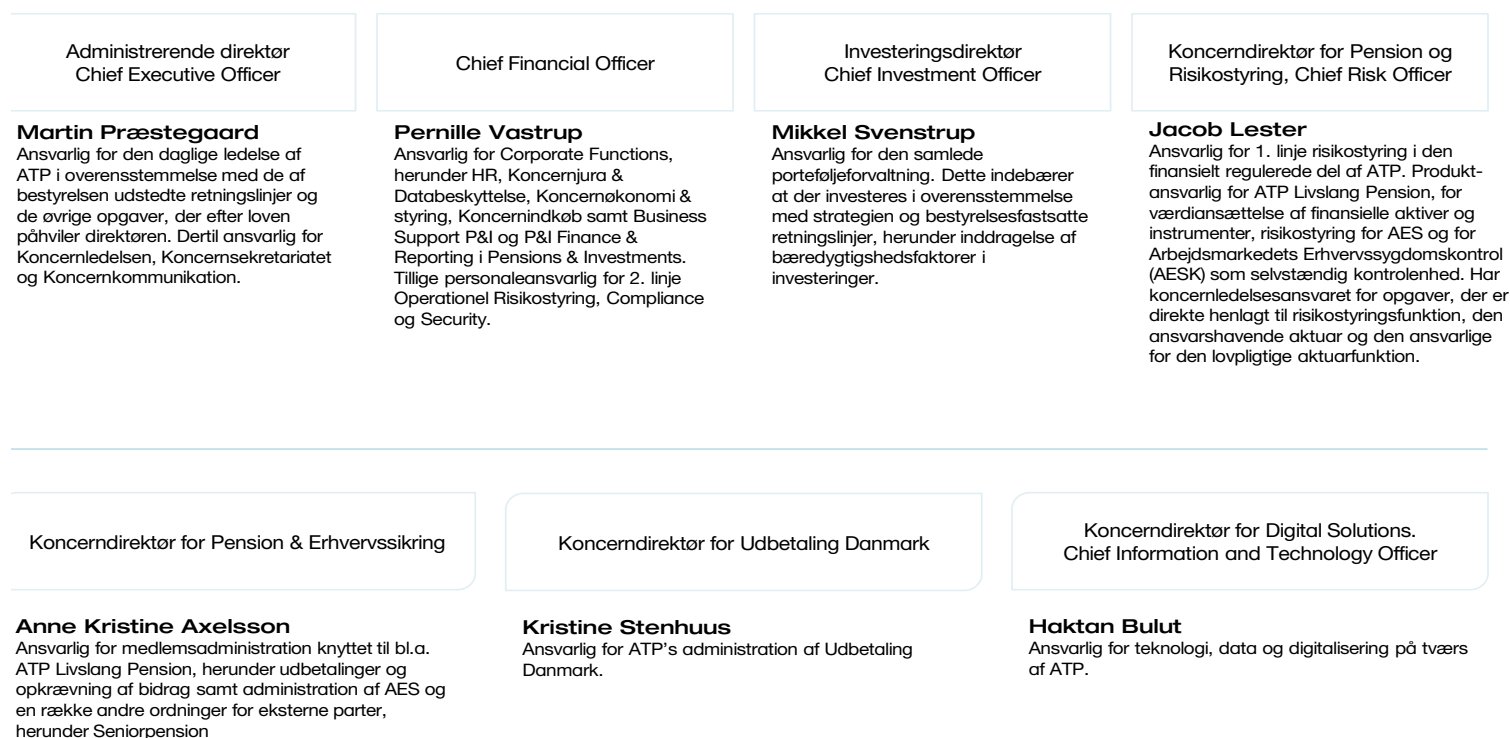 Administrerende direktør
Chief Executive Officer
Martin Præstegaard
Ansvarlig for den daglige ledelse af
ATP i overensstemmelse med de af
bestyrelsen udstedte retningslinjer og
de øvrige opgaver, der efter loven
påhviler direktøren. Dertil ansvarlig for
Koncernledelsen, Koncernsekretariatet
og Koncernkommunikation.
Chief Financial Officer
Pernille Vastrup
Ansvarlig for Corporate Functions,
herunder HR, Koncernjura &
Databeskyttelse, Koncernøkonomi &
styring, Koncernindkøb samt Business
Support P&I og P&I Finance &
Reporting i Pensions & Investments.
Tillige personaleansvarlig for 2. linje
Operationel Risikostyring, Compliance
og Security.
Investeringsdirektør
Chief Investment Officer
Mikkel Svenstrup
Ansvarlig for den samlede
porteføljeforvaltning. Dette indebærer
at der investeres i overensstemmelse
med strategien og bestyrelsesfastsatte
retningslinjer, herunder inddragelse af
bæredygtigshedsfaktorer i
investeringer.
Koncerndirektør for Pension og
Risikostyring, Chief Risk Officer
Jacob Lester
Ansvarlig for 1. linje risikostyring i den
finansielt regulerede del af ATP. Produkt-
ansvarlig for ATP Livslang Pension, for
værdiansættelse af finansielle aktiver og
instrumenter, risikostyring for AES og for
Arbejdsmarkedets Erhvervssygdomskontrol
(AESK) som selvstændig kontrolenhed. Har
koncernledelsesansvaret for opgaver, der er
direkte henlagt til risikostyringsfunktion, den
ansvarshavende aktuar og den ansvarlige
for den lovpligtige aktuarfunktion.
Koncerndirektør for Pension & Erhvervssikring
Anne Kristine Axelsson
Ansvarlig for medlemsadministration knyttet til bl.a.
ATP Livslang Pension, herunder udbetalinger og
opkrævning af bidrag samt administration af AES og
en række andre ordninger for eksterne parter,
herunder Seniorpension
Koncerndirektør for Udbetaling Danmark
Kristine Stenhuus
Ansvarlig for ATP's administration af Udbetaling
Danmark.
Koncerndirektør for Digital Solutions.
Chief Information and Technology Officer
Haktan Bulut
Ansvarlig for teknologi, data og digitalisering på tværs
af ATP.